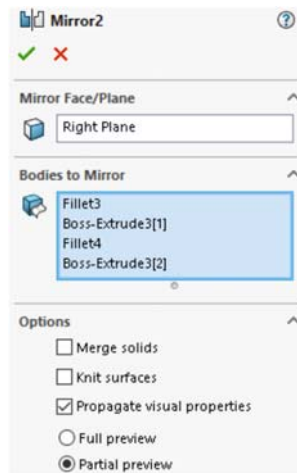 Mirror2
Mirror Face/Plane
Right Plane
Bodies to Mirror
Fillet3
Boss-Extrude3[1]
Fillet4
Boss-Extrude3[2]
Options
Merge solids
Knit surfaces
Propagate visual properties
Full preview
Partial preview